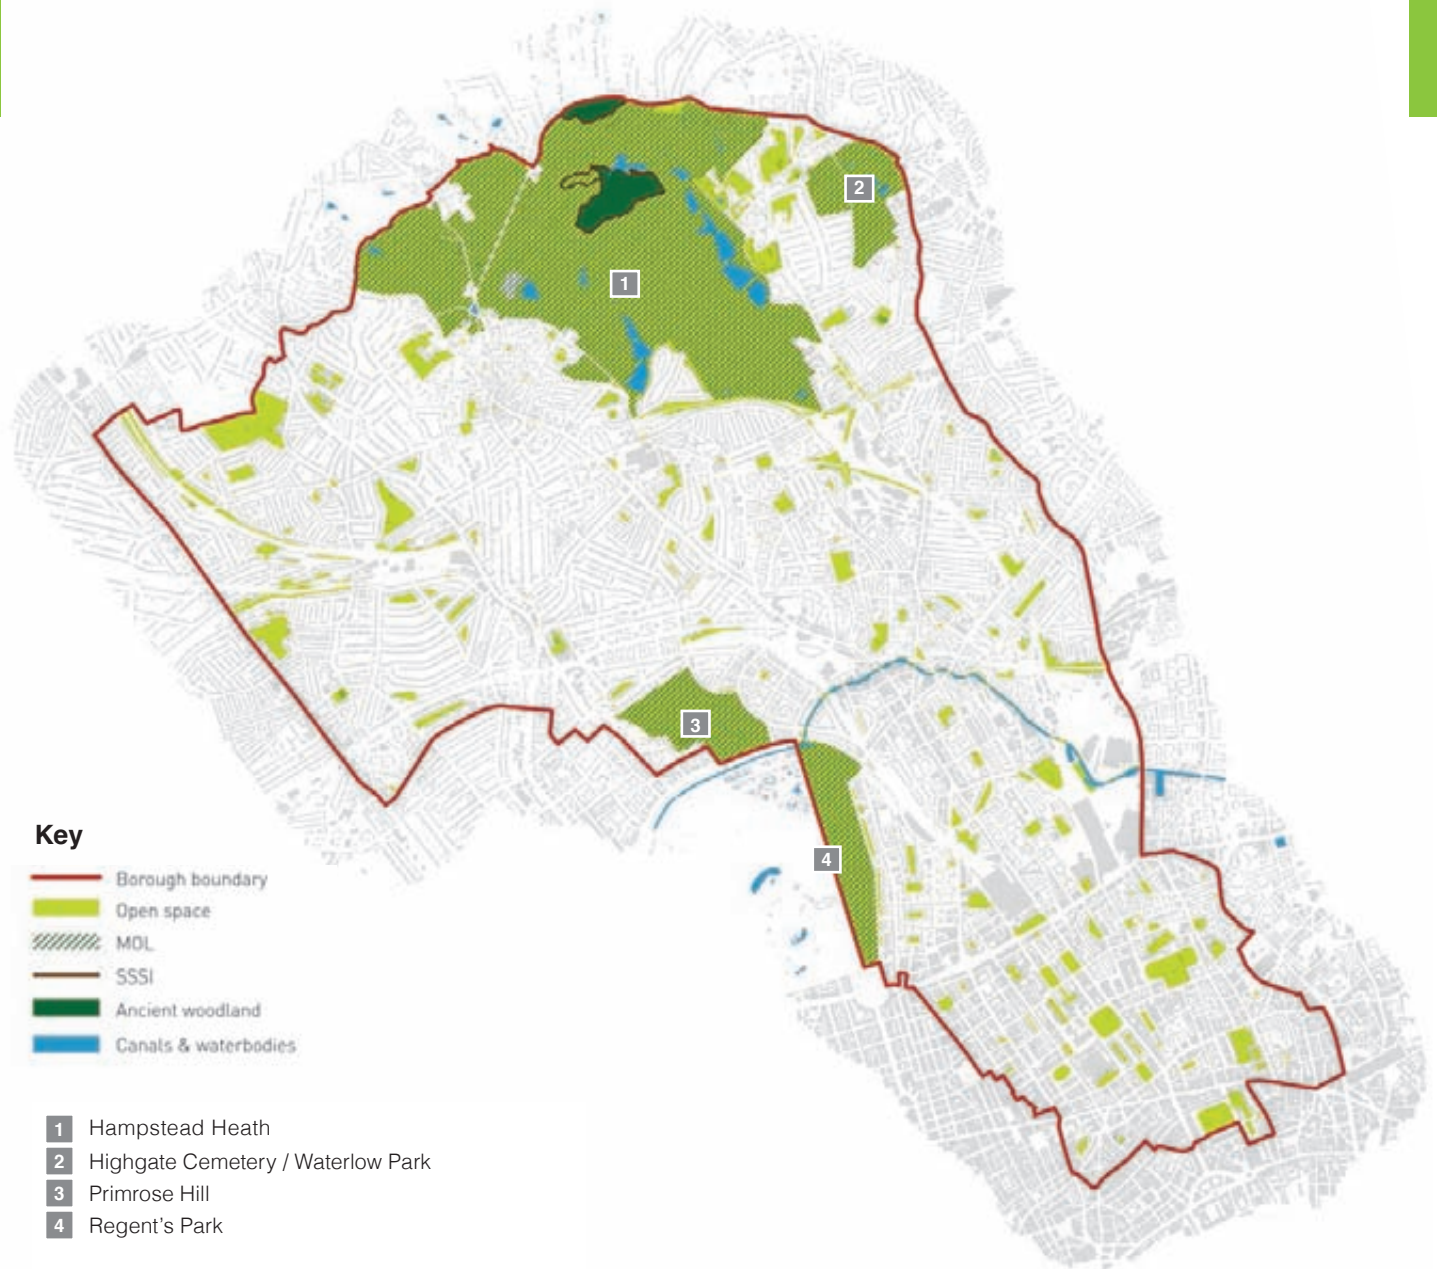 2
1
3
4
Key
Borough boundary
Open space
MOL
SSSI
Ancient woodland
Canals & waterbodies
1 Hampstead Heath
2 Highgate Cemetery / Waterlow Park
3 Primrose Hill
4 Regent's Park